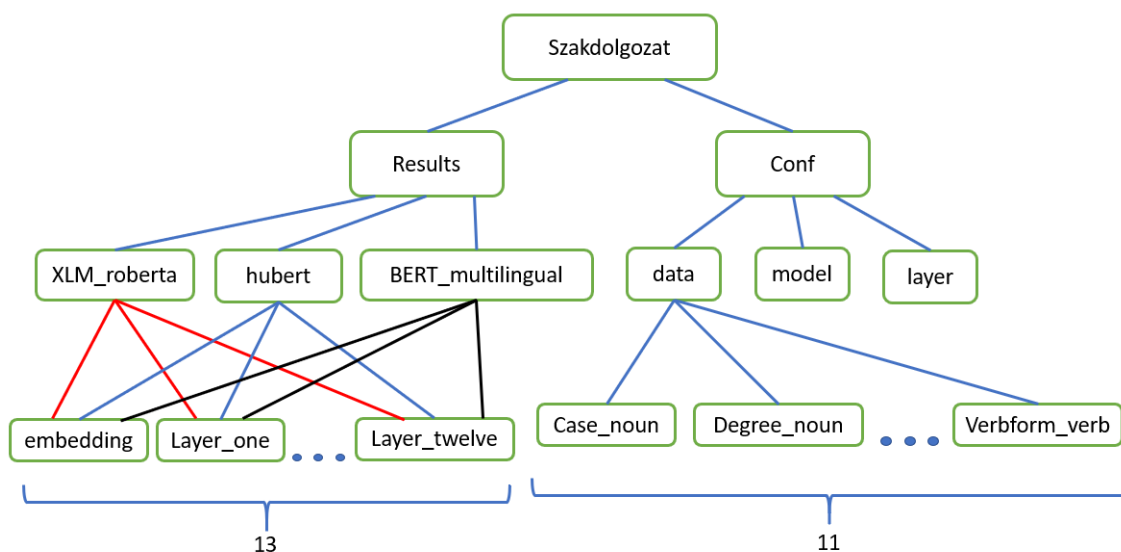 Szakdolgozat
Results
Conf
XLM_roberta
hubert
BERT_multilingual
data
model
layer
embedding
Layer_one
Layer_twelve
Case_noun
Degree_noun
Verbform_verb
13
11